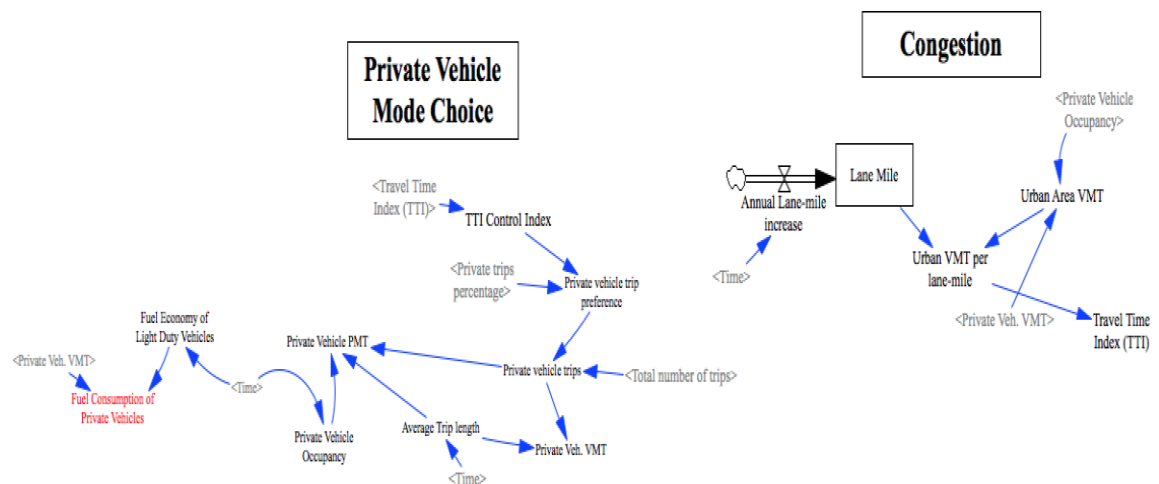 Private Vehicle
Mode Choice
<Travel Time
Index (TTI)>
TTI Control Index
<Private trips
percentage>
Private vehicle trip
preference
Fuel Economy of
Light Duty Vehicles
<Private Veh. VMT>
<Time>
Fuel Consumption of
Private Vehicles
Private Vehicle PMT
Private vehicle trips
<Total number of trips>
Private Vehicle
Occupancy
Average Trip length
Private Veh. VMT
<Time>
Congestion
<Private Vehicle
Occupancy>
Lane Mile
Annual Lane-mile
increase
Urban Area VMT
<Time>
Urban VMT per
lane-mile
<Private Veh. VMT>
Travel Time
Index (TTI)